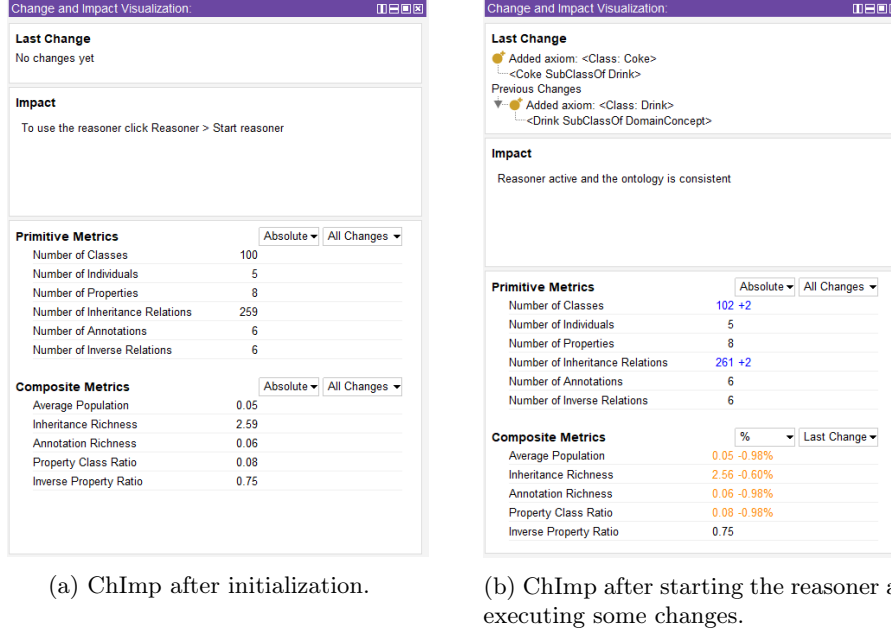 Change and Impact Visualization:
Last Change
No changes yet
Impact
To use the reasoner click Reasoner > Start reasoner
Primitive Metrics Absolute All Changes
Number of Classes 100
Number of Individuals 5
Number of Properties 8
Number of Inheritance Relations 259
Number of Annotations 6
Number of Inverse Relations 6
Composite Metrics Absolute All Changes
Average Population 0.05
Inheritance Richness 2.59
Annotation Richness 0.06
Property Class Ratio 0.08
Inverse Property Ratio 0.75
(a) ChImp after initialization.
Change and Impact Visualization:
Last Change
Added axiom: <Class: Coke>
<Coke SubClassOf Drink>
Previous Changes
Added axiom: <Class: Drink>
<Drink SubClassOf DomainConcept>
Impact
Reasoner active and the ontology is consistent
Primitive Metrics Absolute All Changes
Number of Classes 102 +2
Number of Individuals 5
Number of Properties 8
Number of Inheritance Relations 261 +2
Number of Annotations 6
Number of Inverse Relations 6
Composite Metrics % Last Change
Average Population 0.05 -0.98%
Inheritance Richness 2.56 -0.60%
Annotation Richness 0.06 -0.98%
Property Class Ratio 0.08 -0.98%
Inverse Property Ratio 0.75
(b) ChImp after starting the reasoner
executing some changes.